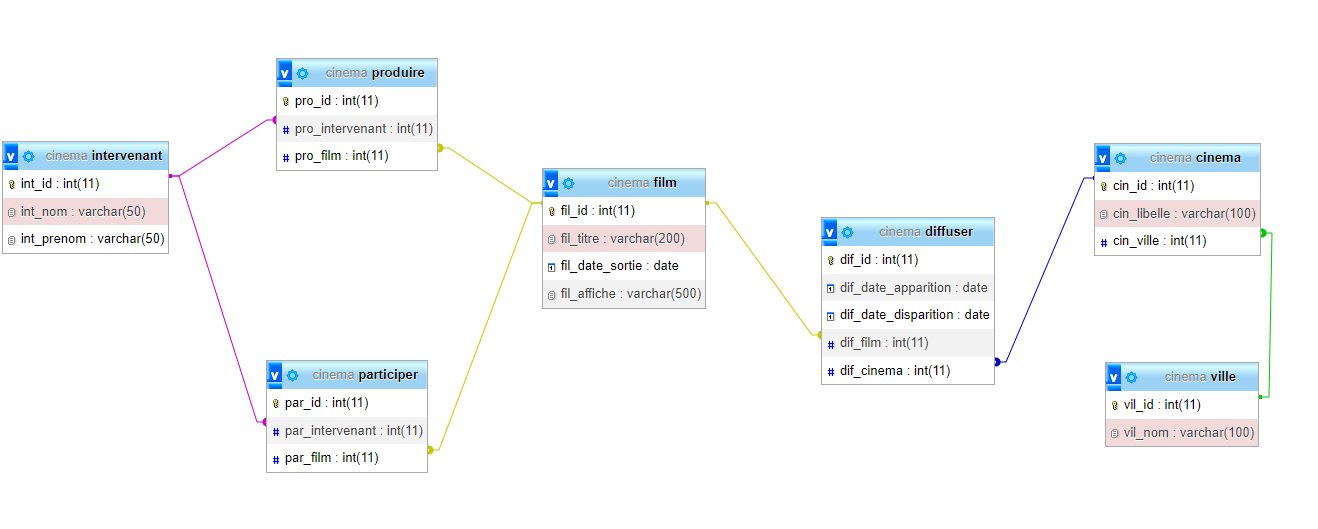 cinema produire
pro_id : int(11)
pro_intervenant : int(11)
pro_film : int(11)
cinema intervenant
int_id : int(11)
int_nom : varchar(50)
int_prenom : varchar(50)
cinema participer
par_id : int(11)
par_intervenant : int(11)
par_film : int(11)
cinema film
fil_id : int(11)
fil_titre : varchar(200)
fil_date_sortie : date
fil_affiche : varchar(500)
cinema diffuser
dif_id : int(11)
dif_date_apparition : date
dif_date_disparition : date
dif_film : int(11)
dif_cinema : int(11)
cinema cinema
cin_id : int(11)
cin_libelle : varchar(100)
cin_ville : int(11)
cinema ville
vil_id : int(11)
vil_nom : varchar(100)